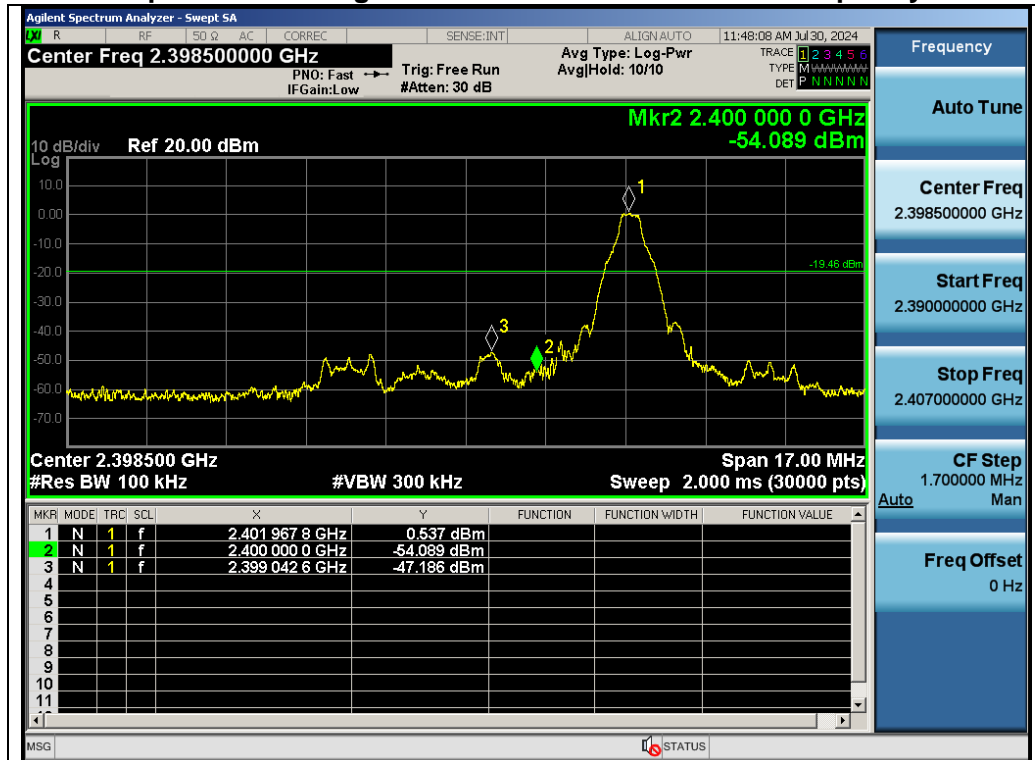 Agilent Spectrum Analyzer - Swept SA
LXI R RF 50 Ω AC CORREC SENSE:INT ALIGN AUTO 11:48:08 AM Jul 30, 2024
Center Freq 2.398500000 GHz
PNO: Fast
IFGain:Low
Trig: Free Run
#Atten: 30 dB
Avg Type: Log-Pwr
Avg|Hold: 10/10
TRACE 1 2 3 4 5 6
TYPE M WWWWW
DET P N N N N N
Mkr2 2.400 000 0 GHz
-54.089 dBm
10 dB/div Ref 20.00 dBm
Log
10.0
0.00
-10.0
-20.0
-30.0
-40.0
-50.0
-60.0
-70.0
1
-19.46 dBm
3
2
Center 2.398500 GHz Span 17.00 MHz
#Res BW 100 kHz #VBW 300 kHz Sweep 2.000 ms (30000 pts)
MKR MODE TRC SCL X Y FUNCTION FUNCTION WIDTH FUNCTION VALUE
1 N 1 f 2.401 967 8 GHz 0.537 dBm
2 N 1 f 2.400 000 0 GHz -54.089 dBm
3 N 1 f 2.399 042 6 GHz -47.186 dBm
4
5
6
7
8
9
10
11
MSG STATUS
Frequency
Auto Tune
Center Freq
2.398500000 GHz
Start Freq
2.390000000 GHz
Stop Freq
2.407000000 GHz
CF Step
1.700000 MHz
Auto Man
Freq Offset
0 Hz